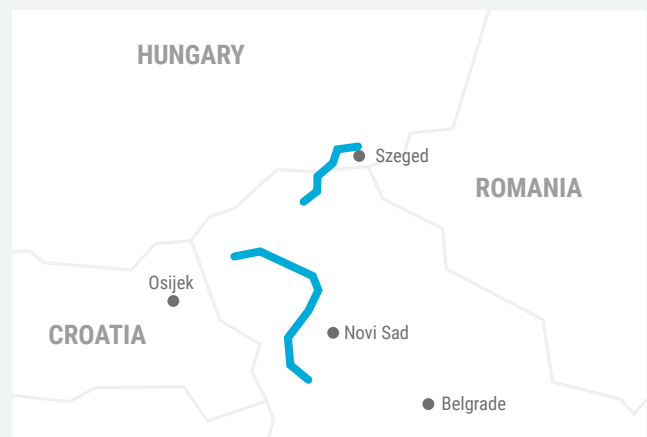 HUNGARY
Szeged
ROMANIA
Osijek
CROATIA
Novi Sad
Belgrade